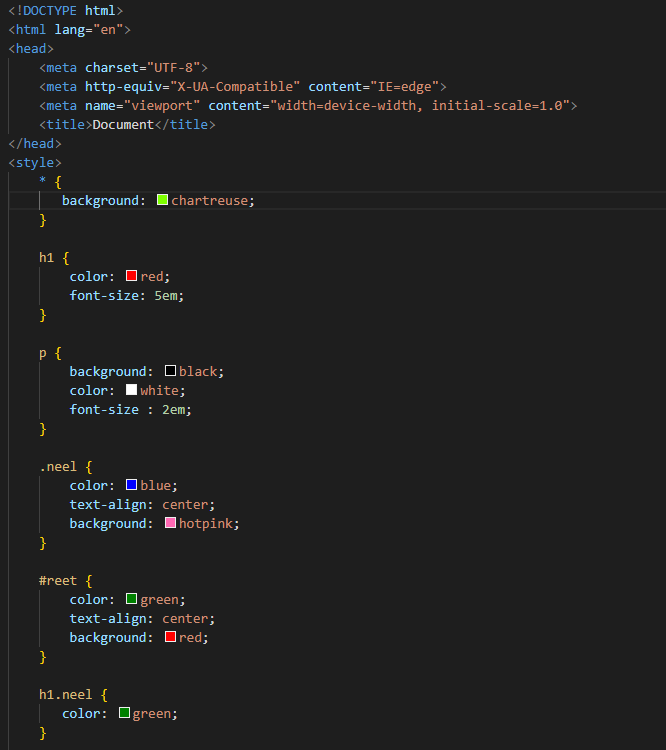 <!DOCTYPE html>
<html lang="en">
<head>
    <meta charset="UTF-8">
    <meta http-equiv="X-UA-Compatible" content="IE=edge">
    <meta name="viewport" content="width=device-width, initial-scale=1.0">
    <title>Document</title>
</head>
<style>
    * {
       background: chartreuse;
    }

    h1 {
        color: red;
        font-size: 5em;
    }

    p {
        background: black;
        color: white;
        font-size : 2em;
    }

    .neel {
        color: blue;
        text-align: center;
        background: hotpink;
    }

    #reet {
        color: green;
        text-align: center;
        background: red;
    }

    h1.neel {
       color: green;
    }